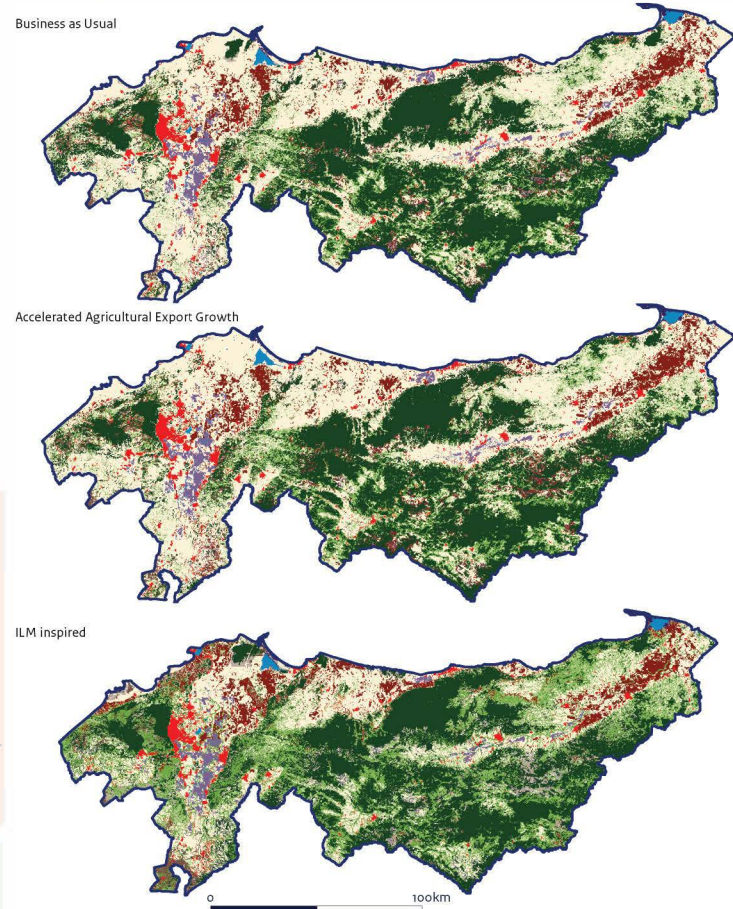 Business as Usual
Accelerated Agricultural Export Growth
ILM inspired
0
100km